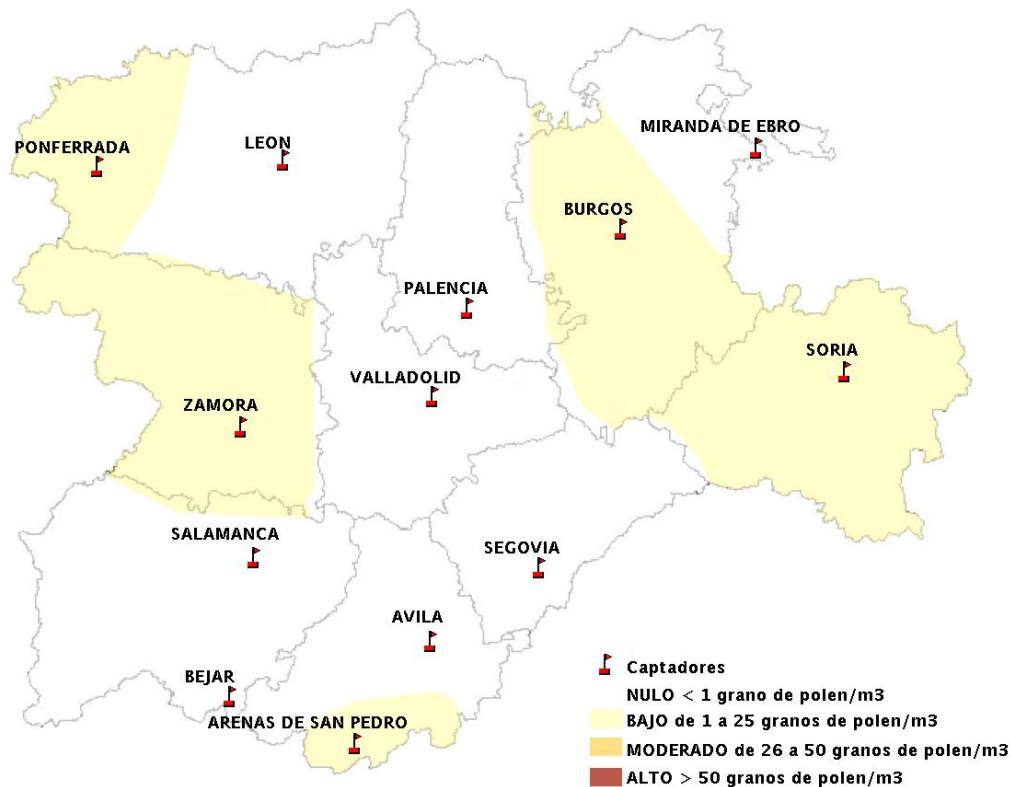 MIRANDA DE EBRO
PONFERRADA
LEON
BURGOS
PALENCIA
SORIA
VALLADOLID
ZAMORA
SALAMANCA
SEGOVIA
AVILA
BEJAR
ARENAS DE SAN PEDRO
Captadores
NULO < 1 grano de polen/m3
BAJO de 1 a 25 granos de polen/m3
MODERADO de 26 a 50 granos de polen/m3
ALTO > 50 granos de polen/m3